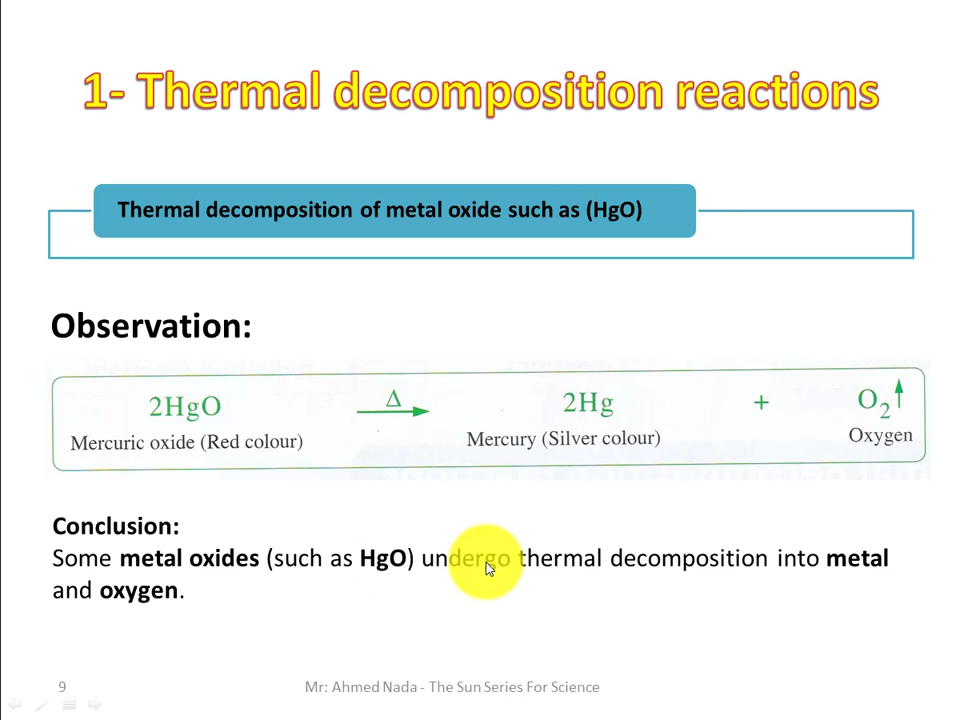 1- Thermal decomposition reactions
Thermal decomposition of metal oxide such as (HgO)
Observation:
2HgO Δ 2Hg + O₂↑
Mercuric oxide (Red colour) Mercury (Silver colour) Oxygen
Conclusion:
Some metal oxides (such as HgO) undergo thermal decomposition into metal
and oxygen.
9 Mr: Ahmed Nada - The Sun Series For Science